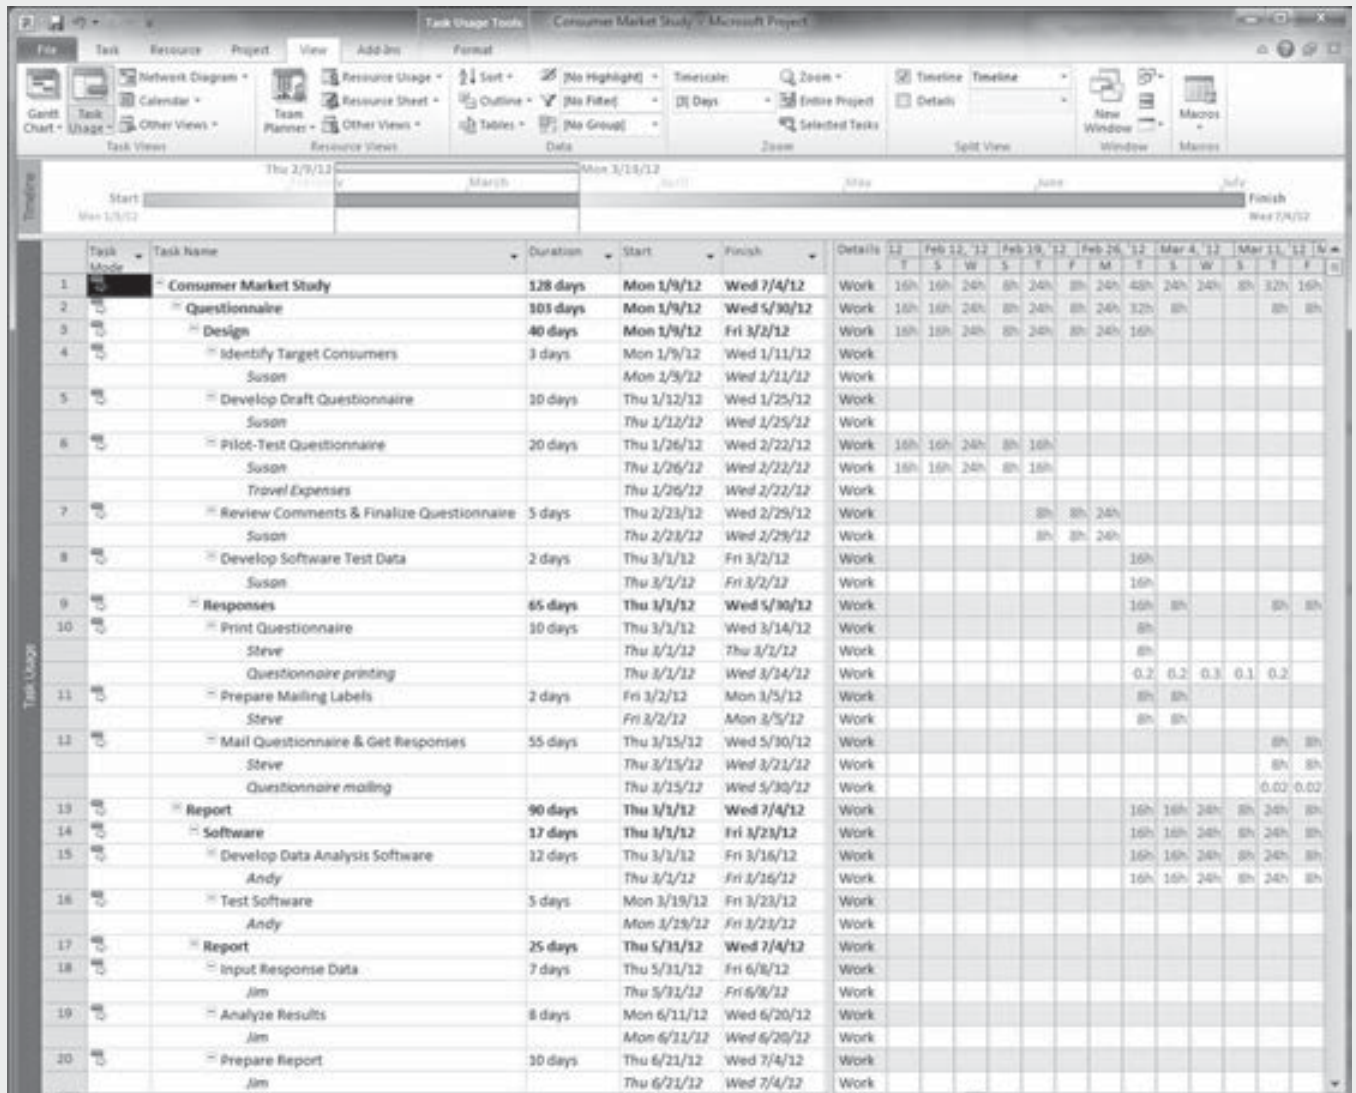 Task Usage Tools Consumer Market Study - Microsoft Project
File Task Resource Project View Add-Ins Format
Network Diagram Resource Usage Sort [No Highlight] Timescale: Zoom Timeline Timeline
Calendar Resource Sheet Outline [No Filter] [3] Days Entire Project Details
Gantt Chart Task Usage Other Views Team Planner Other Views Tables [No Group] Selected Tasks New Window Macros
Task Views Resource Views Data Zoom Split View Window Macros
Timeline
Thu 2/9/12 Mon 3/19/12
March April May June July
Start Finish
Mon 1/9/12 Wed 7/4/12
Task Usage
Task Mode Task Name Duration Start Finish Details 12 Feb 12, '12 Feb 19, '12 Feb 26, '12 Mar 4, '12 Mar 11, '12
T S W S T F M T S W S T F
1 Consumer Market Study 128 days Mon 1/9/12 Wed 7/4/12 Work 16h 16h 24h 8h 24h 8h 24h 48h 24h 24h 8h 32h 16h
2 Questionnaire 103 days Mon 1/9/12 Wed 5/30/12 Work 16h 16h 24h 8h 24h 8h 24h 32h 8h 8h 8h
3 Design 40 days Mon 1/9/12 Fri 3/2/12 Work 16h 16h 24h 8h 24h 8h 24h 16h
4 Identify Target Consumers 3 days Mon 1/9/12 Wed 1/11/12 Work
Susan Mon 1/9/12 Wed 1/11/12 Work
5 Develop Draft Questionnaire 10 days Thu 1/12/12 Wed 1/25/12 Work
Susan Thu 1/12/12 Wed 1/25/12 Work
6 Pilot-Test Questionnaire 20 days Thu 1/26/12 Wed 2/22/12 Work 16h 16h 24h 8h 16h
Susan Thu 1/26/12 Wed 2/22/12 Work 16h 16h 24h 8h 16h
Travel Expenses Thu 1/26/12 Wed 2/22/12 Work
7 Review Comments & Finalize Questionnaire 5 days Thu 2/23/12 Wed 2/29/12 Work 8h 8h 24h
Susan Thu 2/23/12 Wed 2/29/12 Work 8h 8h 24h
8 Develop Software Test Data 2 days Thu 3/1/12 Fri 3/2/12 Work 16h
Susan Thu 3/1/12 Fri 3/2/12 Work 16h
9 Responses 65 days Thu 3/1/12 Wed 5/30/12 Work 16h 8h 8h 8h
10 Print Questionnaire 10 days Thu 3/1/12 Wed 3/14/12 Work 8h
Steve Thu 3/1/12 Thu 3/1/12 Work 8h
Questionnaire printing Thu 3/1/12 Wed 3/14/12 Work 0.2 0.2 0.3 0.1 0.2
11 Prepare Mailing Labels 2 days Fri 3/2/12 Mon 3/5/12 Work 8h 8h
Steve Fri 3/2/12 Mon 3/5/12 Work 8h 8h
12 Mail Questionnaire & Get Responses 55 days Thu 3/15/12 Wed 5/30/12 Work 8h 8h
Steve Thu 3/15/12 Wed 3/21/12 Work 8h 8h
Questionnaire mailing Thu 3/15/12 Wed 5/30/12 Work 0.02 0.02
13 Report 90 days Thu 3/1/12 Wed 7/4/12 Work 16h 16h 24h 8h 24h 8h
14 Software 17 days Thu 3/1/12 Fri 3/23/12 Work 16h 16h 24h 8h 24h 8h
15 Develop Data Analysis Software 12 days Thu 3/1/12 Fri 3/16/12 Work 16h 16h 24h 8h 24h 8h
Andy Thu 3/1/12 Fri 3/16/12 Work 16h 16h 24h 8h 24h 8h
16 Test Software 5 days Mon 3/19/12 Fri 3/23/12 Work
Andy Mon 3/19/12 Fri 3/23/12 Work
17 Report 25 days Thu 5/31/12 Wed 7/4/12 Work
18 Input Response Data 7 days Thu 5/31/12 Fri 6/8/12 Work
Jim Thu 5/31/12 Fri 6/8/12 Work
19 Analyze Results 8 days Mon 6/11/12 Wed 6/20/12 Work
Jim Mon 6/11/12 Wed 6/20/12 Work
20 Prepare Report 10 days Thu 6/21/12 Wed 7/4/12 Work
Jim Thu 6/21/12 Wed 7/4/12 Work